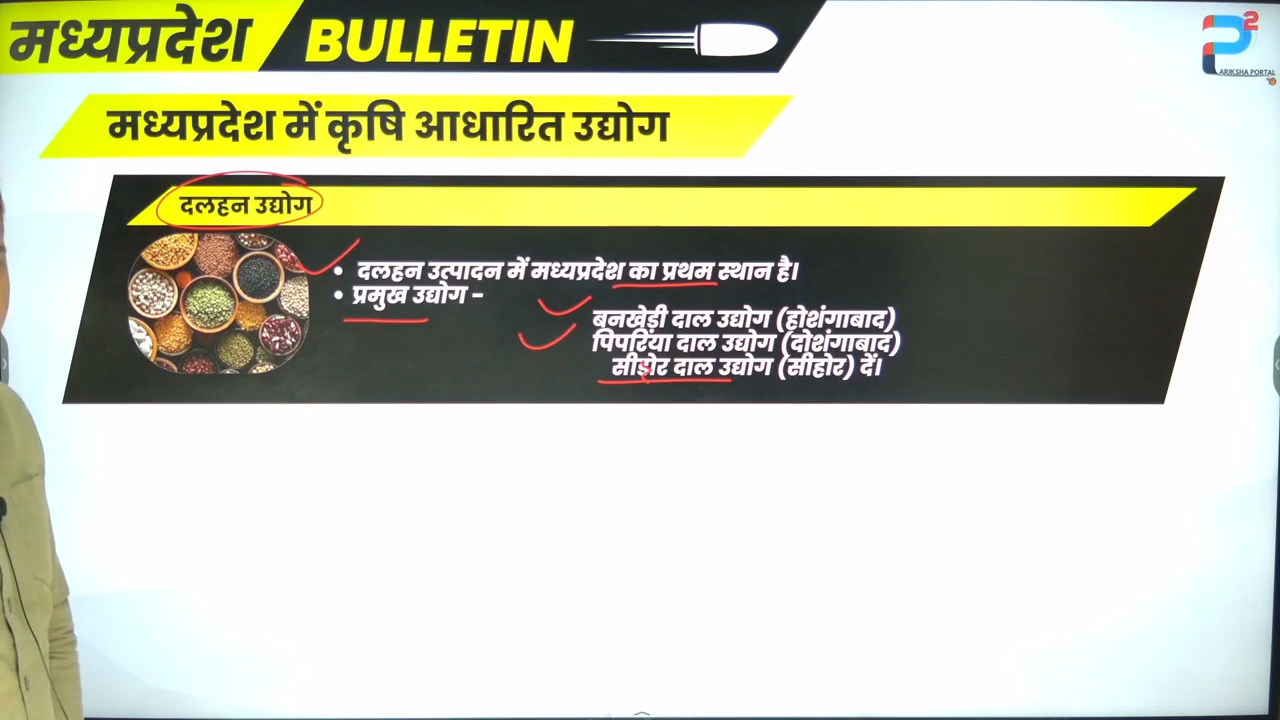 मध्यप्रदेश BULLETIN
P2
ARIKSHA PORTAL
मध्यप्रदेश में कृषि आधारित उद्योग
दलहन उद्योग
• दलहन उत्पादन में मध्यप्रदेश का प्रथम स्थान है।
• प्रमुख उद्योग –
बनखेड़ी दाल उद्योग (होशंगाबाद)
पिपरिया दाल उद्योग (दोशंगाबाद)
सीडोर दाल उद्योग (सीहोर) दें।